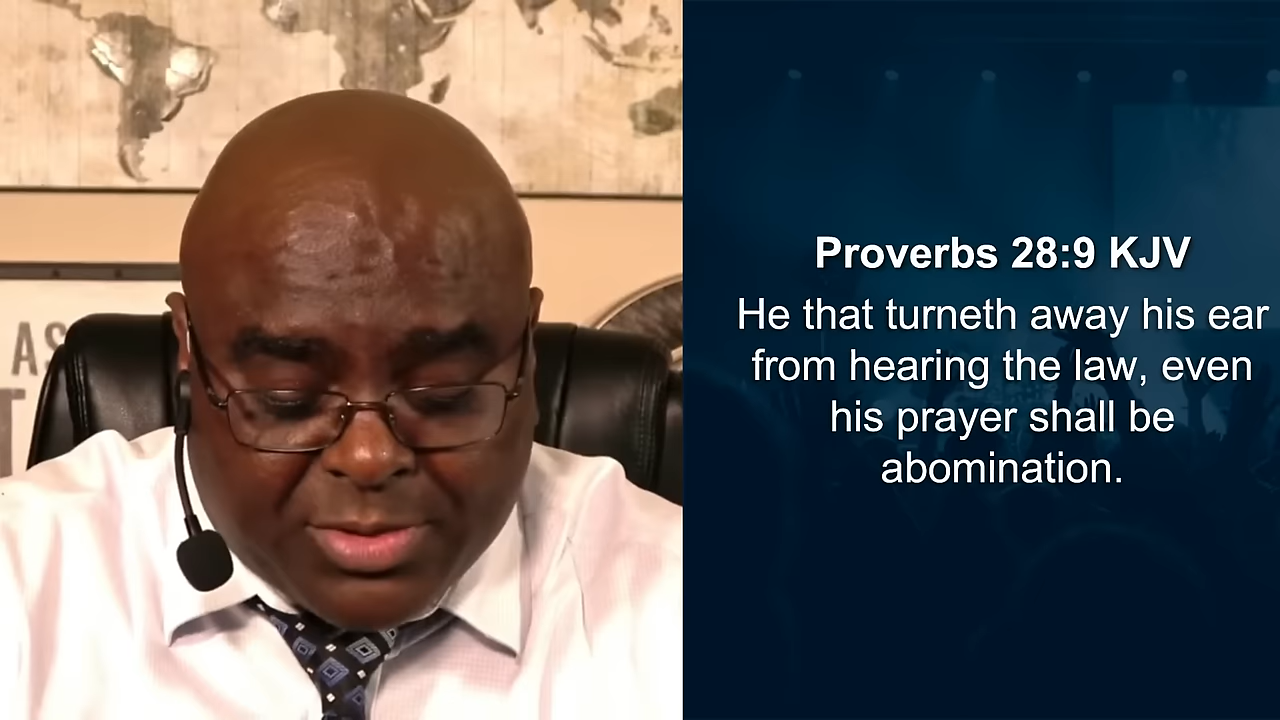 AS
T
Proverbs 28:9 KJV
He that turneth away his ear
from hearing the law, even
his prayer shall be
abomination.